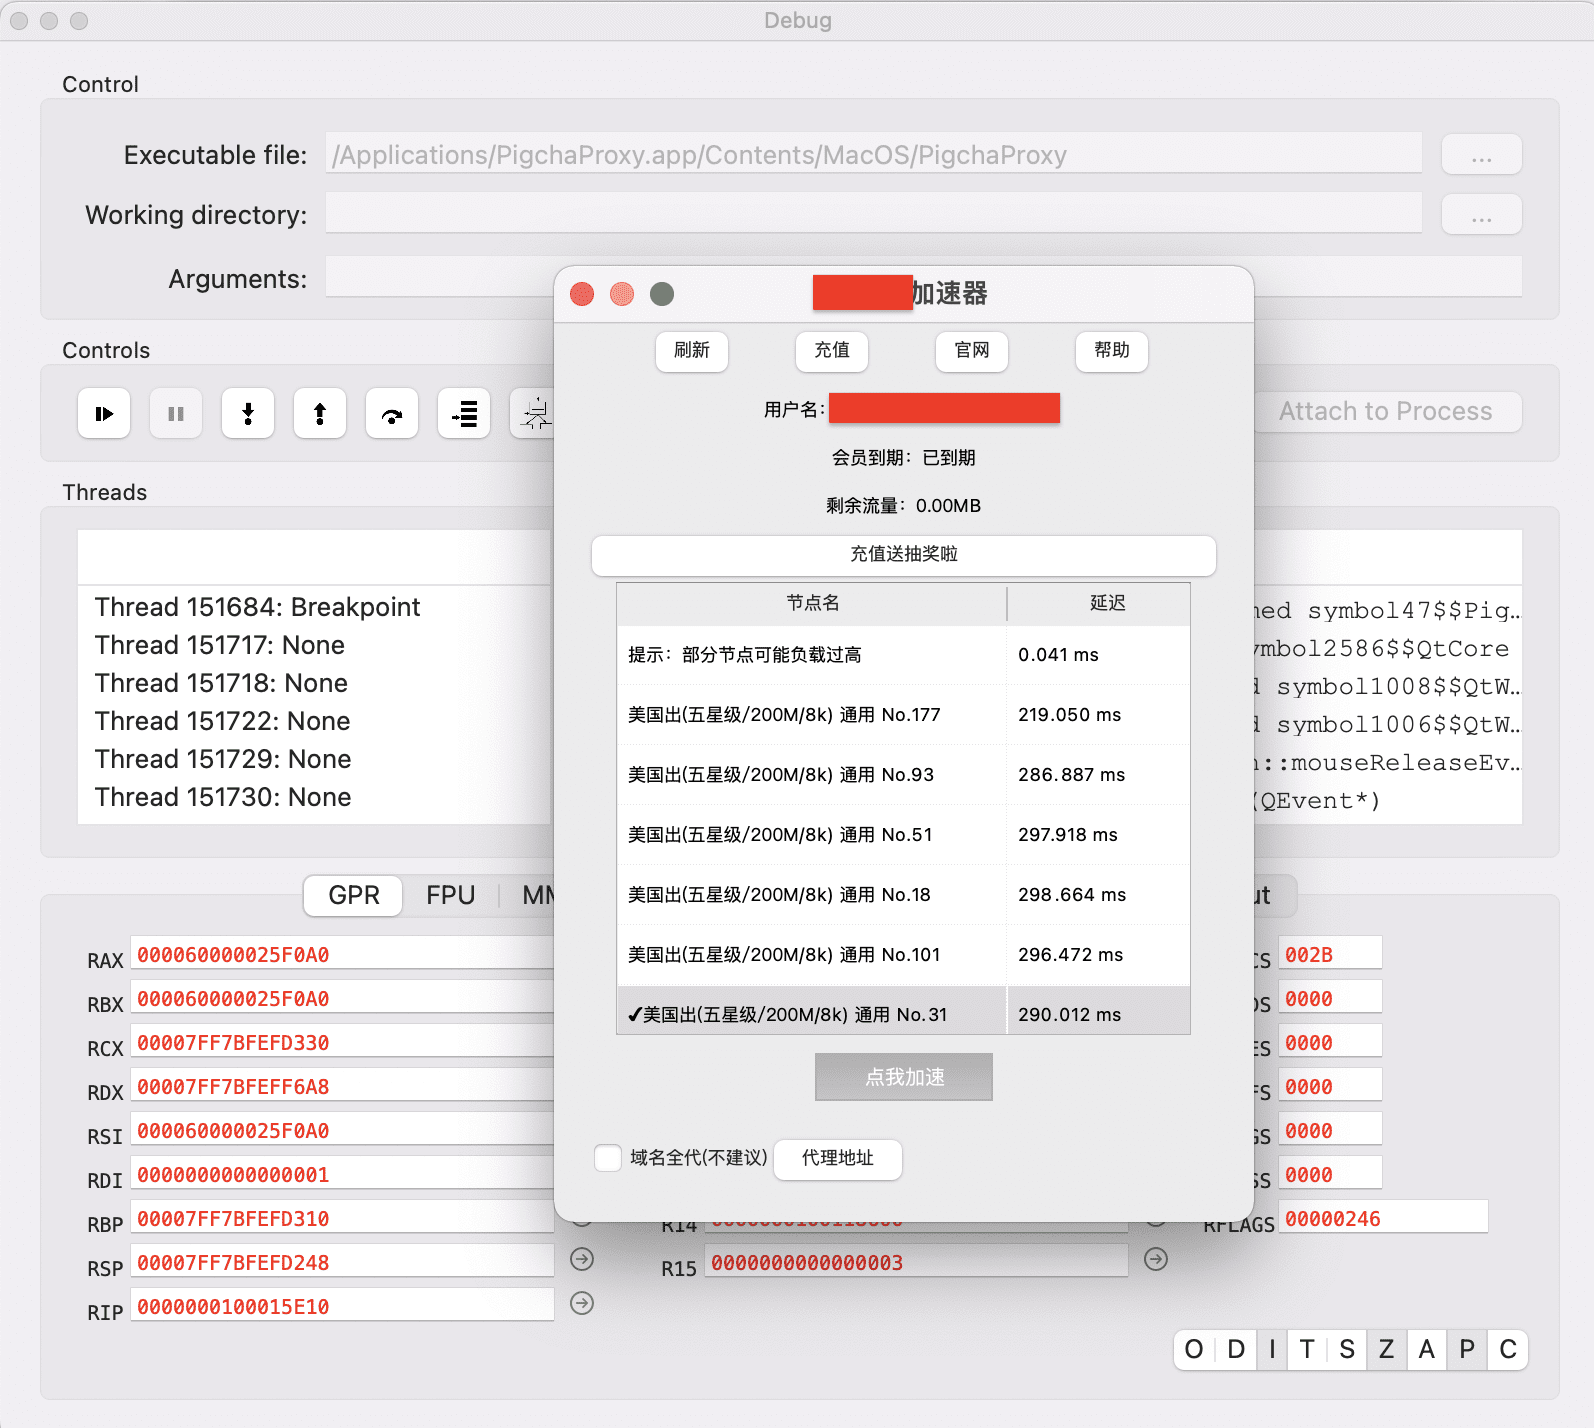 Debug
Control
Executable file: /Applications/PigchaProxy.app/Contents/MacOS/PigchaProxy ...
Working directory: ...
Arguments:
加速器
刷新 充值 官网 帮助
Controls
Attach to Process
用户名:
会员到期：已到期
Threads
剩余流量：0.00MB
充值送抽奖啦
节点名 延迟
Thread 151684: Breakpoint
Thread 151717: None
Thread 151718: None
Thread 151722: None
Thread 151729: None
Thread 151730: None
symbol47$$Pig...
symbol2586$$QtCore
symbol1008$$QtW...
symbol1006$$QtW...
::mouseReleaseEv...
(QEvent*)
提示：部分节点可能负载过高 0.041 ms
美国出(五星级/200M/8k) 通用 No.177 219.050 ms
美国出(五星级/200M/8k) 通用 No.93 286.887 ms
美国出(五星级/200M/8k) 通用 No.51 297.918 ms
美国出(五星级/200M/8k) 通用 No.18 298.664 ms
美国出(五星级/200M/8k) 通用 No.101 296.472 ms
✓美国出(五星级/200M/8k) 通用 No.31 290.012 ms
点我加速
域名全代(不建议) 代理地址
GPR FPU
RAX 000060000025F0A0
RBX 000060000025F0A0
RCX 00007FF7BFEFD330
RDX 00007FF7BFEFF6A8
RSI 000060000025F0A0
RDI 0000000000000001
RBP 00007FF7BFEFD310
RSP 00007FF7BFEFD248
RIP 0000000100015E10
R14
R15 0000000000000003
CS 002B
DS 0000
ES 0000
FS 0000
GS 0000
SS 0000
RFLAGS 00000246
O D I T S Z A P C